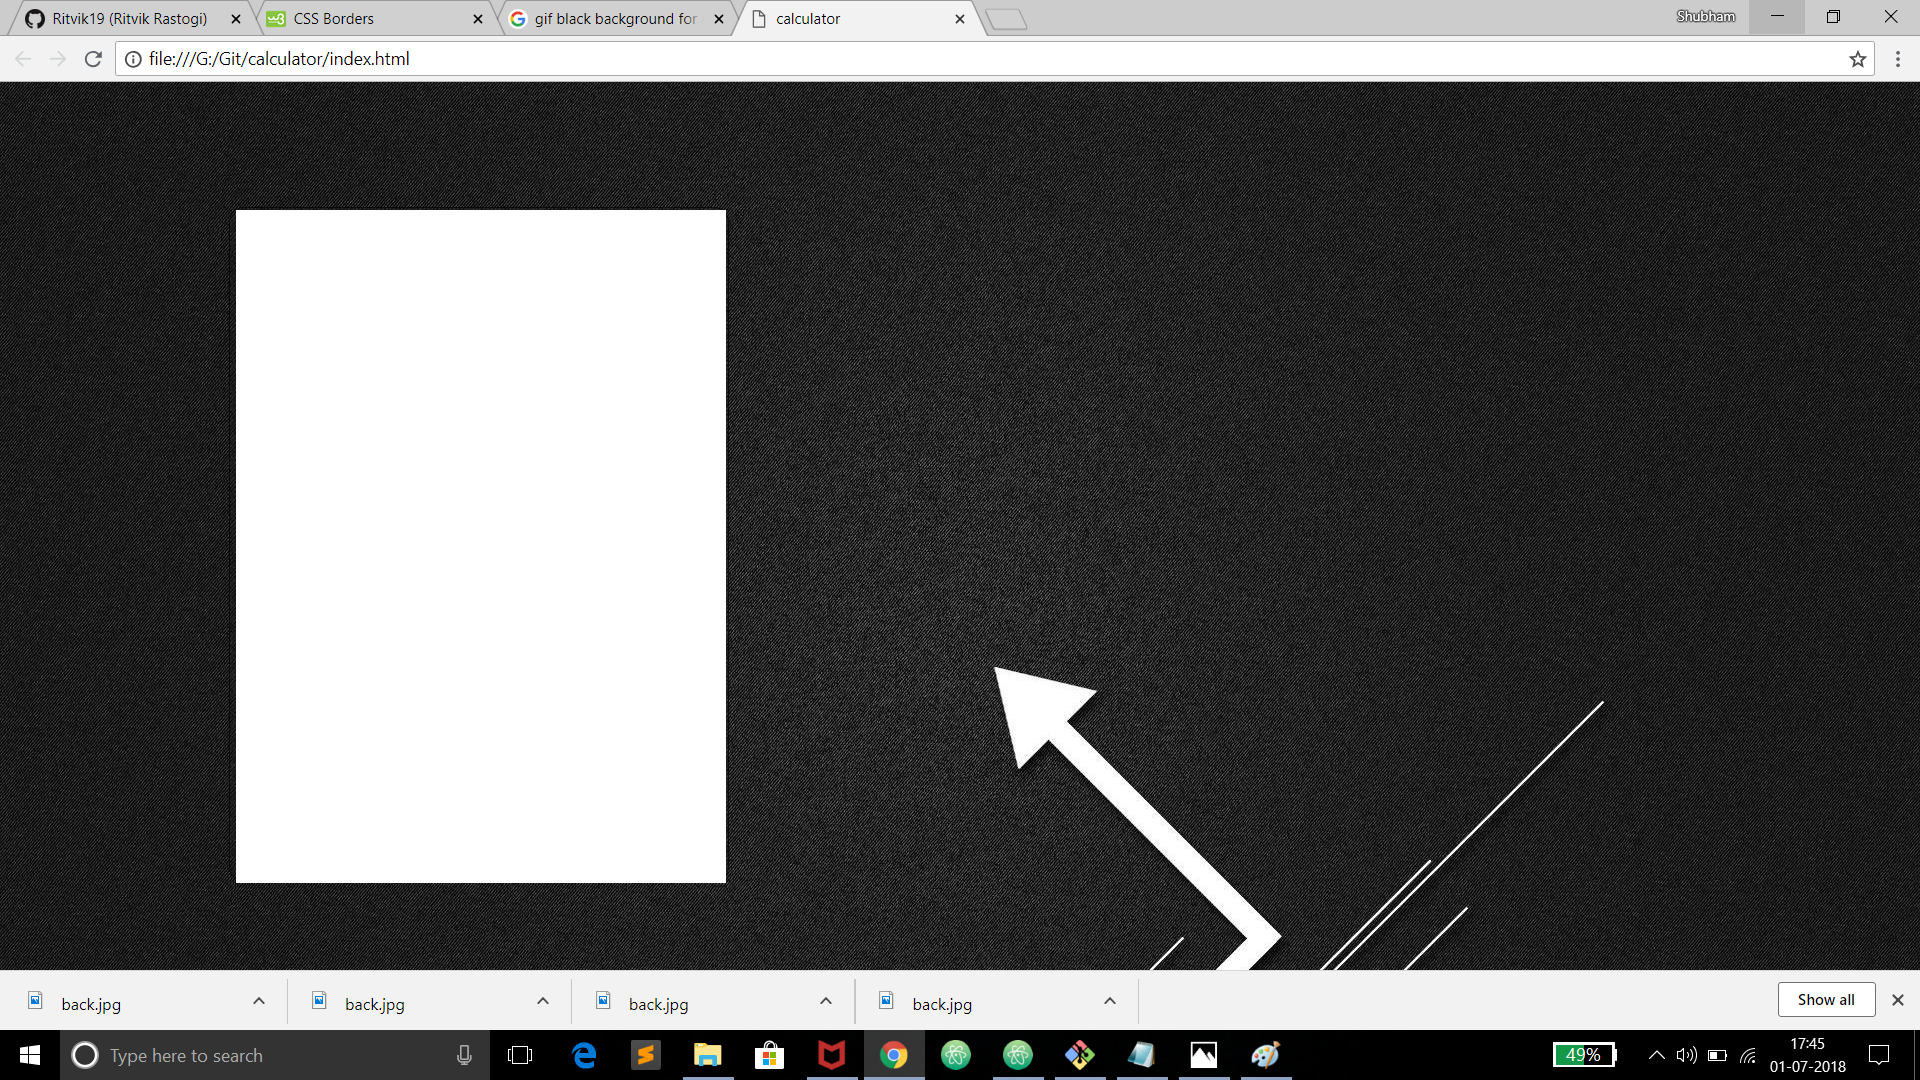 Ritvik19 (Ritvik Rastogi)
CSS Borders
gif black background for
calculator
Shubham
file:///G:/Git/calculator/index.html
back.jpg
back.jpg
back.jpg
back.jpg
Show all
Type here to search
49%
17:45
01-07-2018